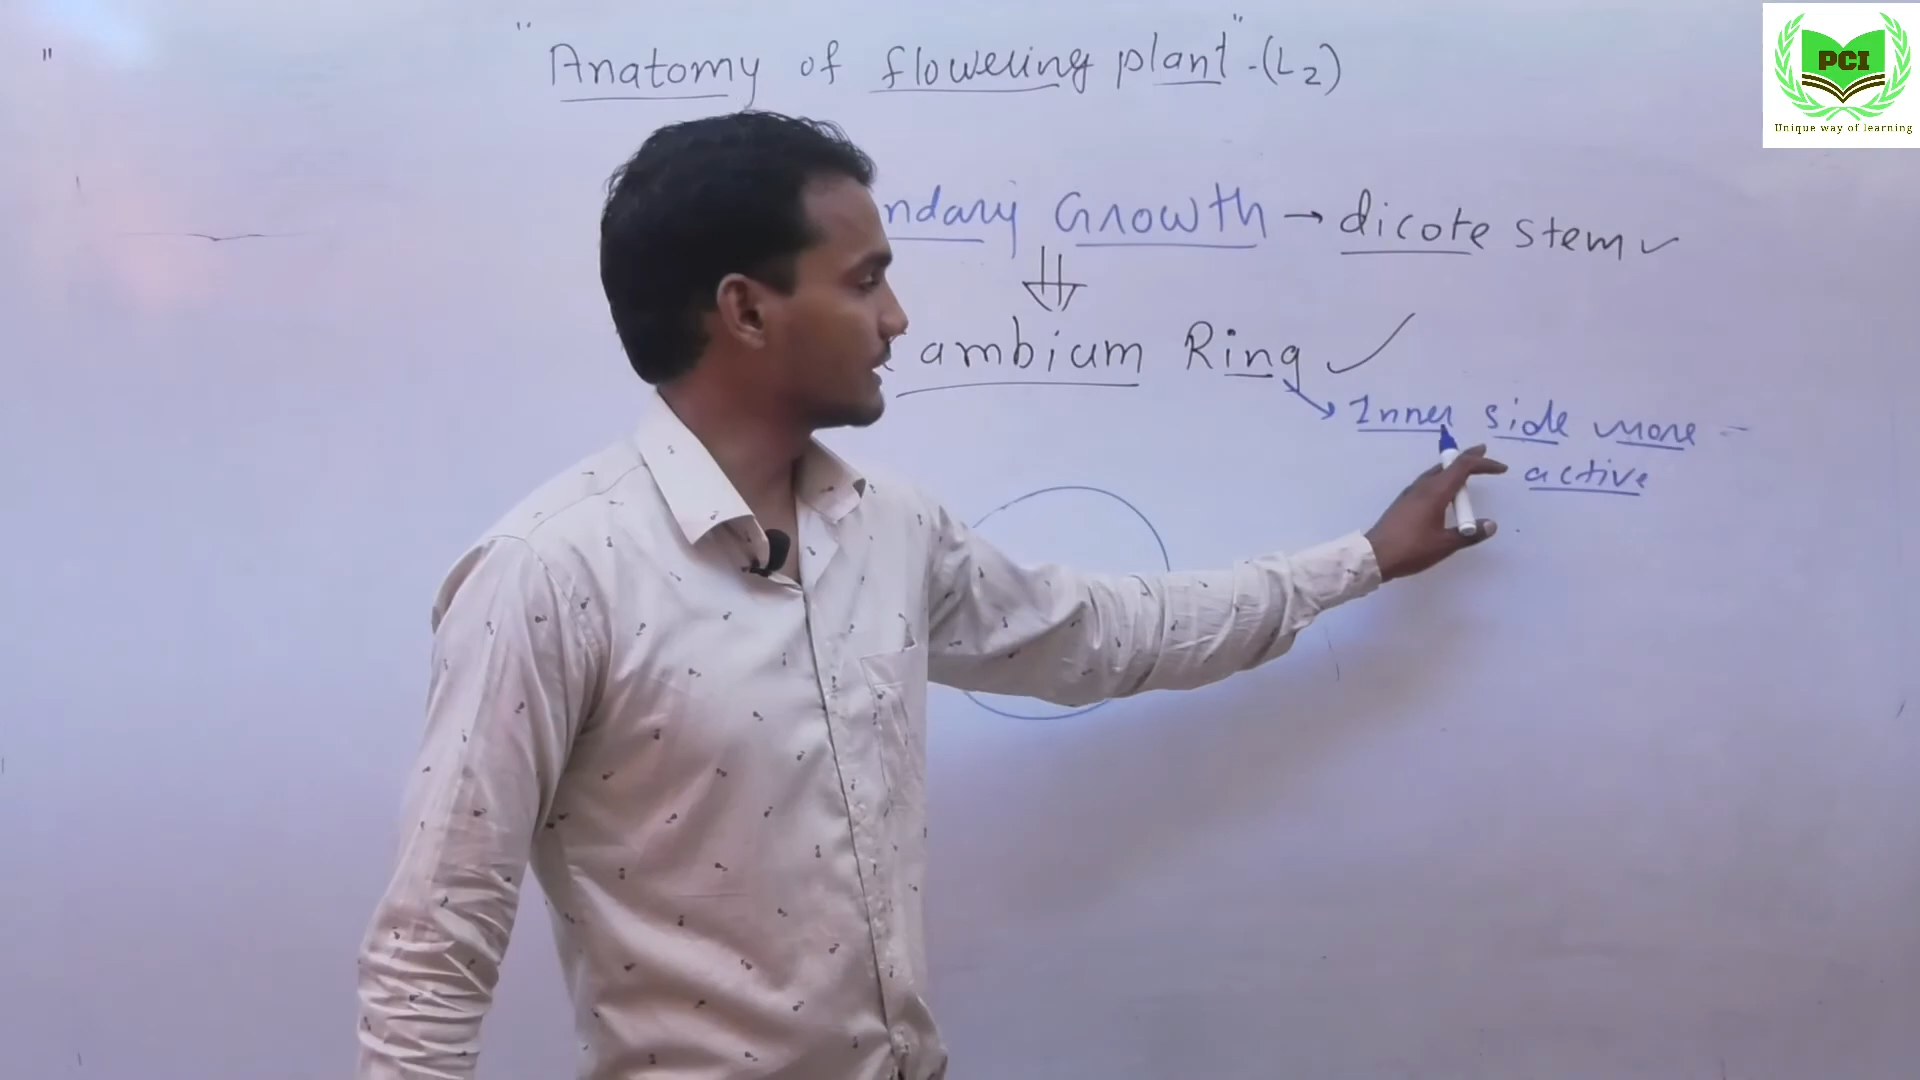 "Anatomy of flowering plant" - (L2)
PCI
Unique way of learning
ndary Growth → dicote stem ✓
ambium Ring ✓
Inner side more -
active